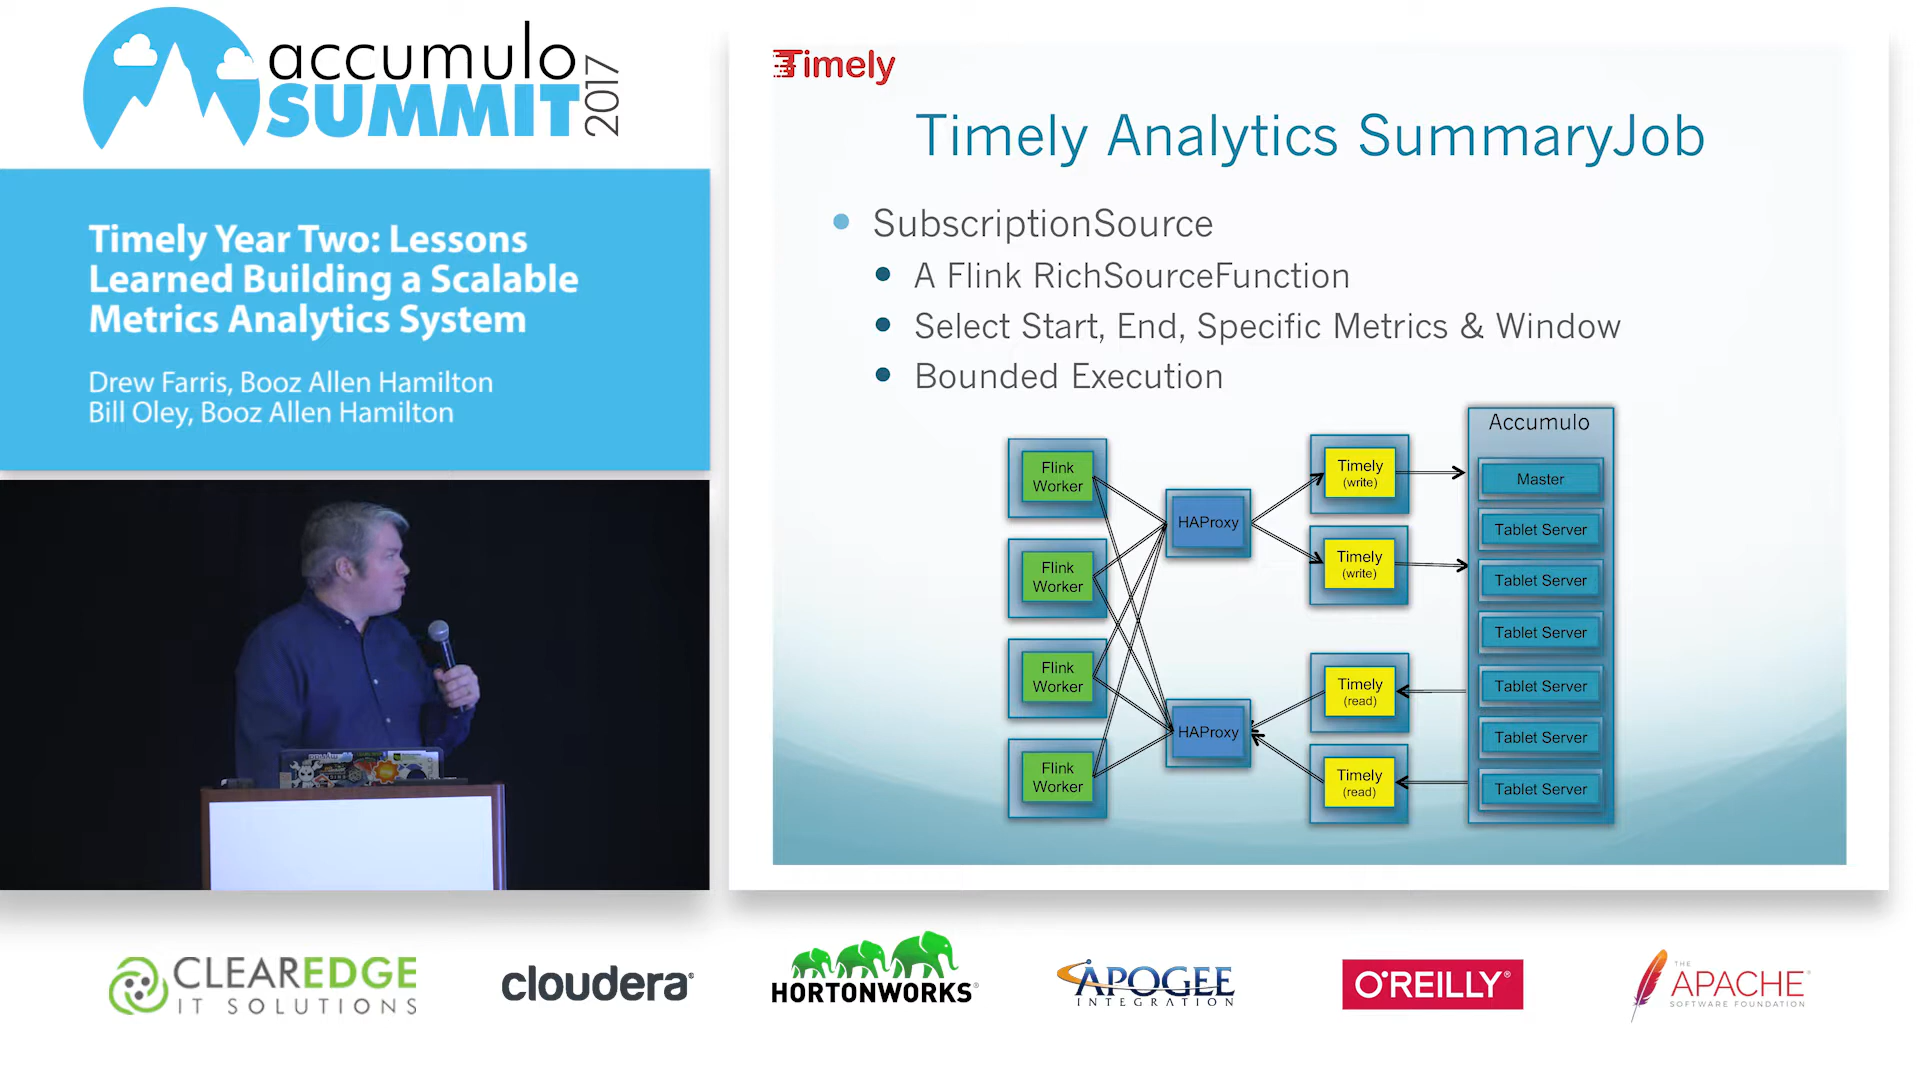 accumulo
SUMMIT
2017
Timely Year Two: Lessons
Learned Building a Scalable
Metrics Analytics System
Drew Farris, Booz Allen Hamilton
Bill Oley, Booz Allen Hamilton
Timely
Timely Analytics SummaryJob
SubscriptionSource
A Flink RichSourceFunction
Select Start, End, Specific Metrics & Window
Bounded Execution
Flink
Worker
Flink
Worker
Flink
Worker
Flink
Worker
HAProxy
HAProxy
Timely
(write)
Timely
(write)
Timely
(read)
Timely
(read)
Accumulo
Master
Tablet Server
Tablet Server
Tablet Server
Tablet Server
Tablet Server
Tablet Server
CLEAREDGE
IT SOLUTIONS
cloudera®
HORTONWORKS®
APOGEE
INTEGRATION
O'REILLY®
THE
APACHE®
SOFTWARE FOUNDATION